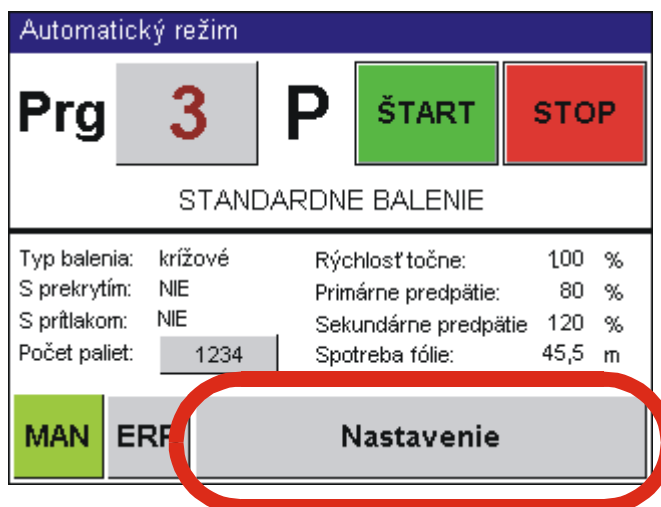 Automatický režim
Prg 3 P ŠTART STOP
STANDARDNE BALENIE
Typ balenia: krížové Rýchlosť točne: 100 %
S prekrytím: NIE Primárne predpätie: 80 %
S prítlakom: NIE Sekundárne predpätie 120 %
Počet paliet: 1234 Spotreba fólie: 45,5 m
MAN ERR Nastavenie